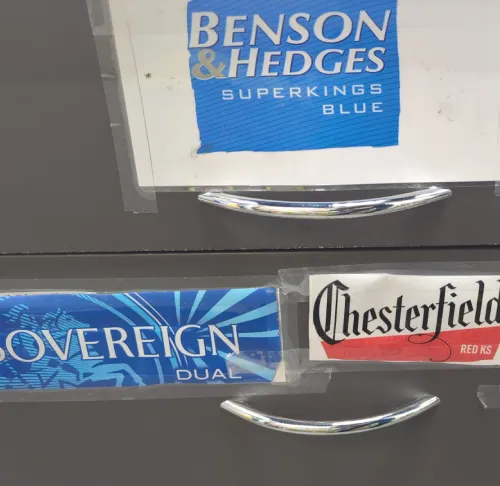 BENSON
&HEDGES
SUPERKINGS
BLUE
SOVEREIGN
DUAL
Chesterfield
RED KS